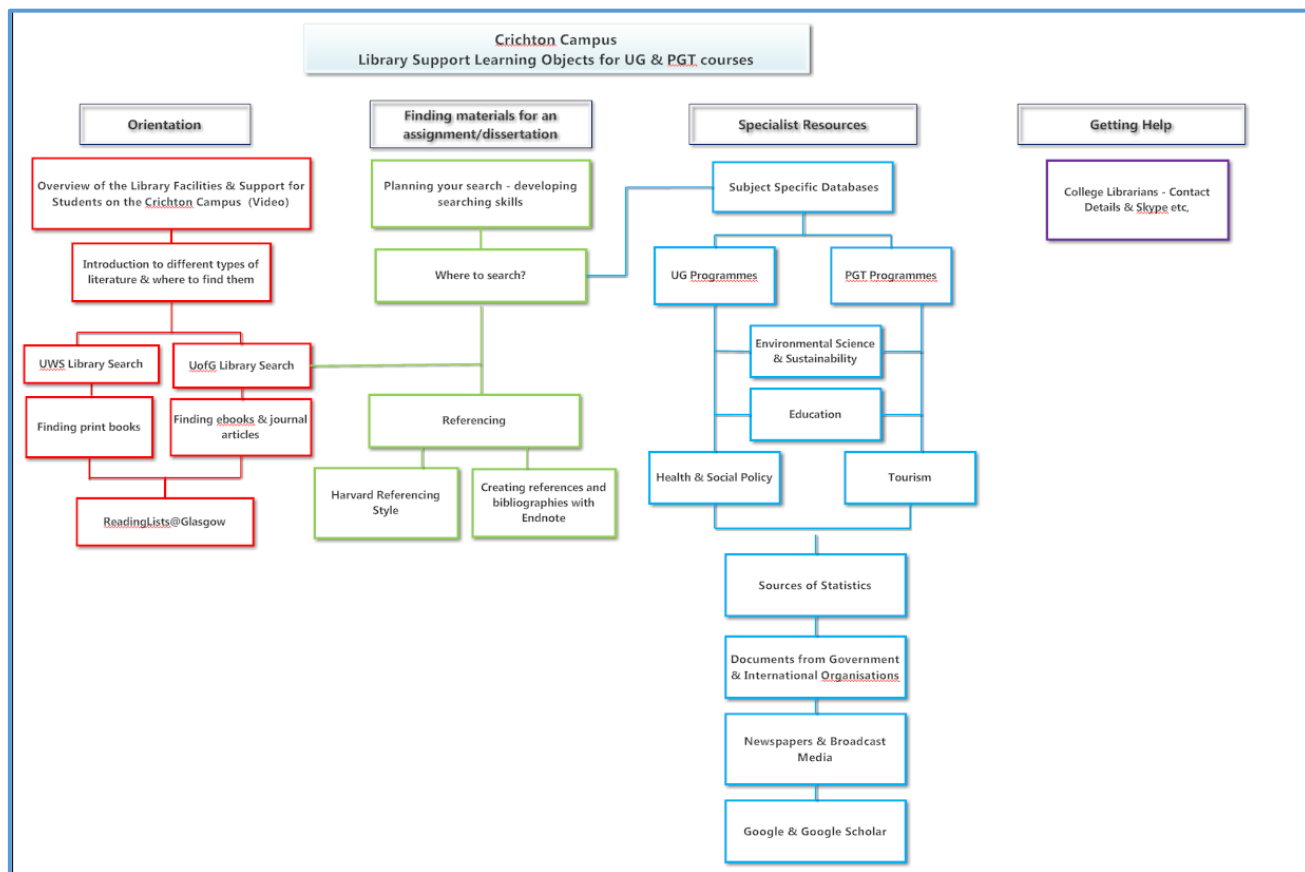 Crichton Campus
Library Support Learning Objects for UG & PGT courses
Orientation
Overview of the Library Facilities & Support for
Students on the Crichton Campus (Video)
Introduction to different types of
literature & where to find them
UWS Library Search
UofG Library Search
Finding print books
Finding ebooks & journal
articles
ReadingLists@Glasgow
Finding materials for an
assignment/dissertation
Planning your search - developing
searching skills
Where to search?
Referencing
Harvard Referencing
Style
Creating references and
bibliographies with
Endnote
Specialist Resources
Subject Specific Databases
UG Programmes
PGT Programmes
Environmental Science
& Sustainability
Education
Health & Social Policy
Tourism
Sources of Statistics
Documents from Government
& International Organisations
Newspapers & Broadcast
Media
Google & Google Scholar
Getting Help
College Librarians - Contact
Details & Skype etc,